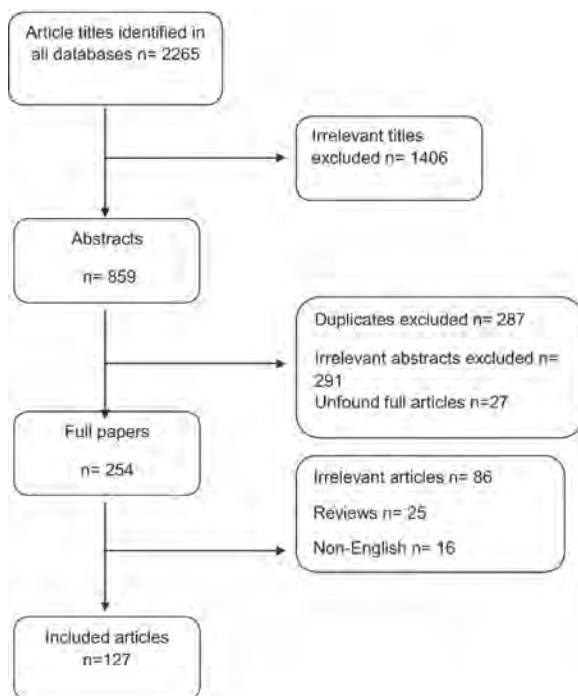 Article titles identified in
all databases n= 2265
Irrelevant titles
excluded n= 1406
Abstracts
n= 859
Duplicates excluded n= 287
Irrelevant abstracts excluded n=
291
Unfound full articles n=27
Full papers
n= 254
Irrelevant articles n= 86
Reviews n= 25
Non-English n= 16
Included articles
n=127